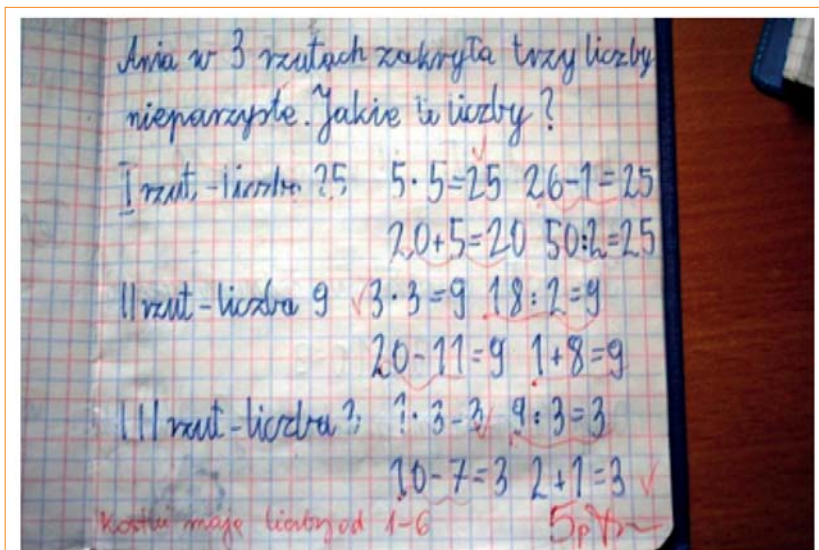 Ania w 3 rzutach zakryła trzy liczby
nieparzyste. Jakie to liczby?
I rzut - liczba 25 5·5=25 26-1=25
20+5=20 50:2=25
II rzut - liczba 9 3·3=9 18:2=9
20-11=9 1+8=9
III rzut - liczba 3 1·3-3 9:3=3
10-7=3 2+1=3
Kostki mają liczby od 1-6 5p